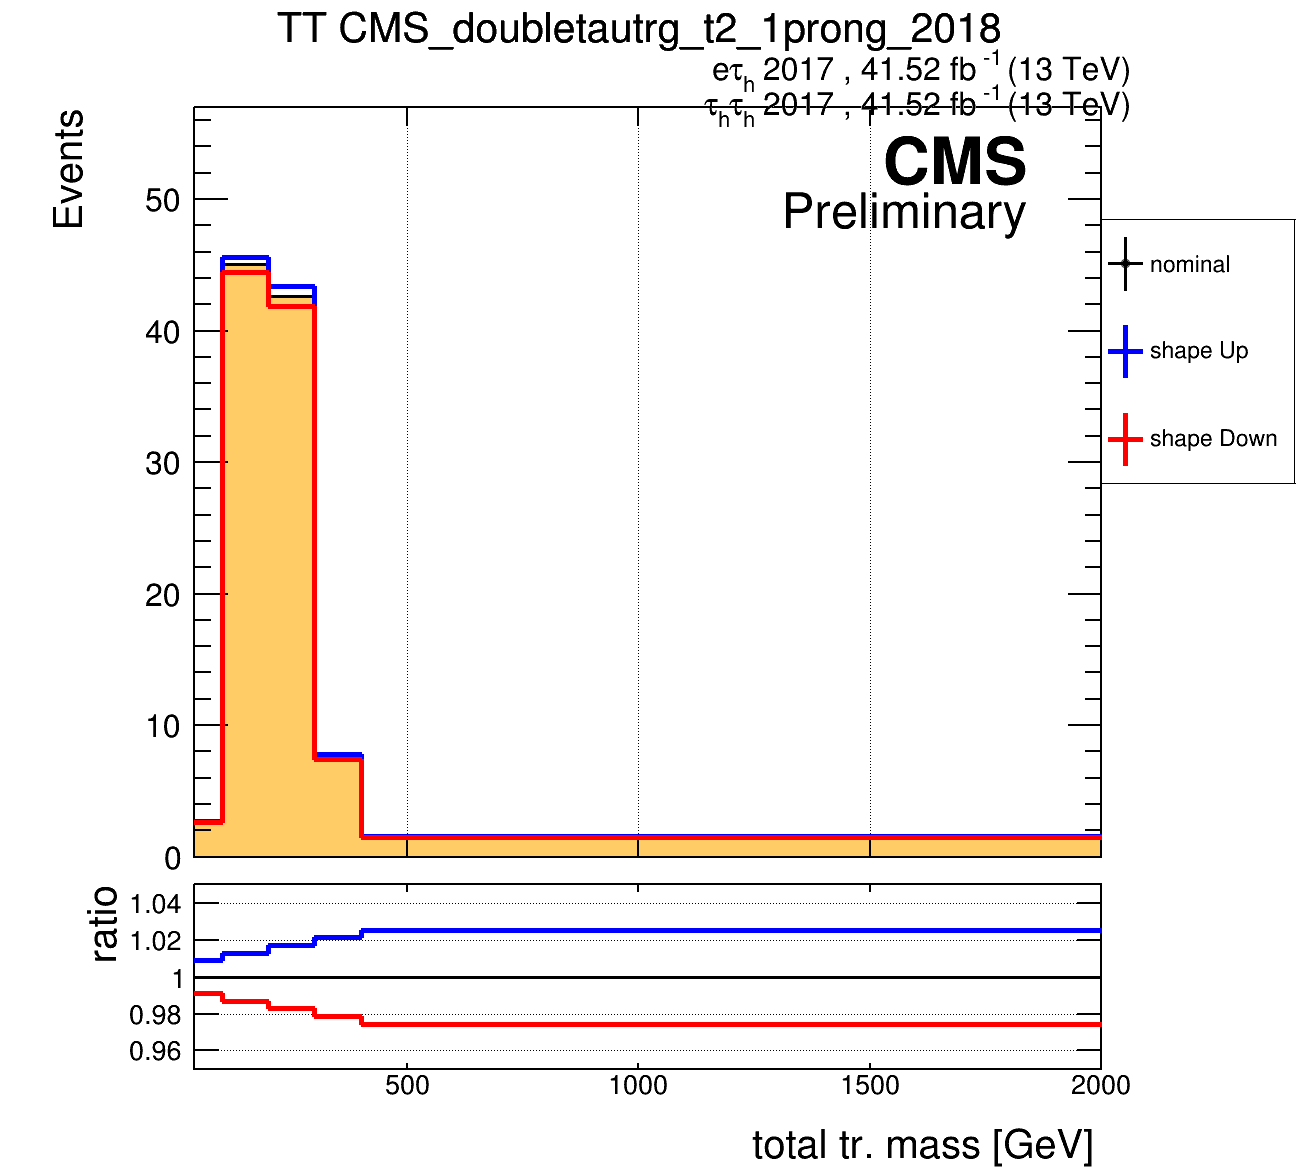 TT CMS_doubletautrg_t2_1prong_2018
eτh 2017 , 41.52 fb -1 (13 TeV)
τhτh 2017 , 41.52 fb -1 (13 TeV)
CMS
Preliminary
Events
50
40
30
20
10
0
nominal
shape Up
shape Down
ratio
1.04
1.02
1
0.98
0.96
500
1000
1500
2000
total tr. mass [GeV]